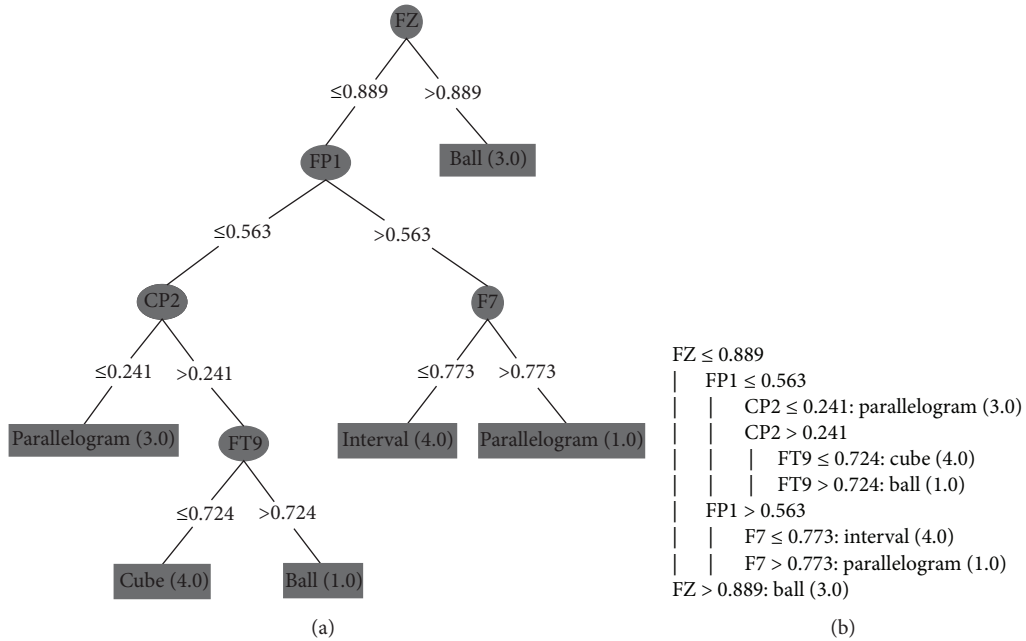 FZ
≤0.889 >0.889
FP1
Ball (3.0)
≤0.563 >0.563
CP2
F7
≤0.241 >0.241
≤0.773 >0.773
Parallelogram (3.0)
FT9
Interval (4.0)
Parallelogram (1.0)
≤0.724 >0.724
Cube (4.0)
Ball (1.0)
(a)
FZ ≤ 0.889
| FP1 ≤ 0.563
| | CP2 ≤ 0.241: parallelogram (3.0)
| | CP2 > 0.241
| | | FT9 ≤ 0.724: cube (4.0)
| | | FT9 > 0.724: ball (1.0)
| FP1 > 0.563
| | F7 ≤ 0.773: interval (4.0)
| | F7 > 0.773: parallelogram (1.0)
FZ > 0.889: ball (3.0)
(b)